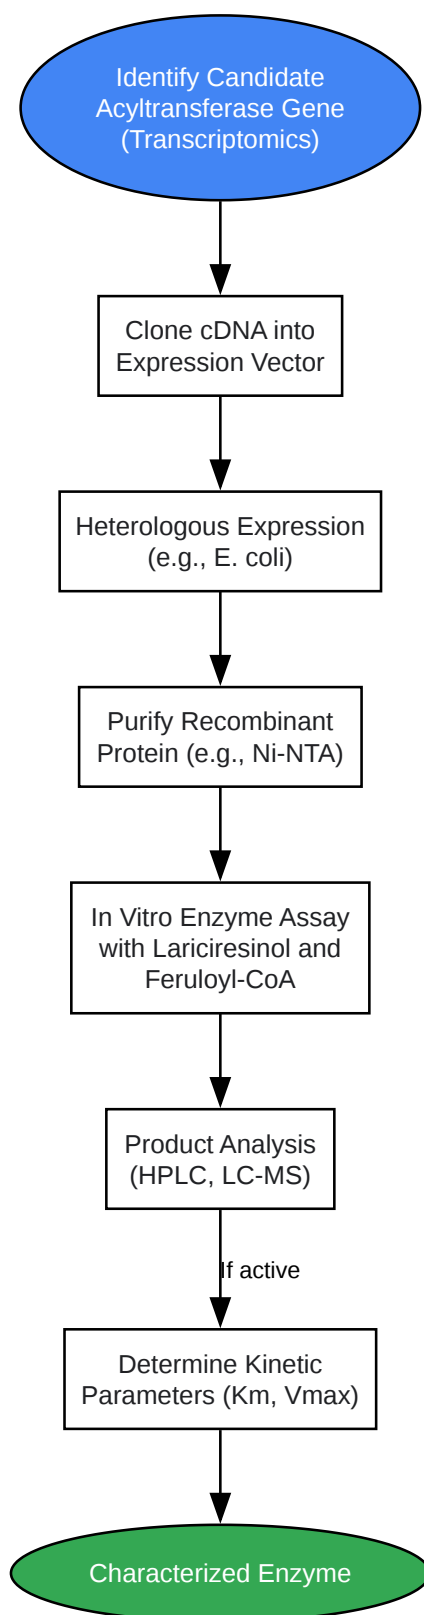 Identify Candidate
Acyltransferase Gene
(Transcriptomics)
Clone cDNA into
Expression Vector
Heterologous Expression
(e.g., E. coli)
Purify Recombinant
Protein (e.g., Ni-NTA)
In Vitro Enzyme Assay
with Lariciresinol and
Feruloyl-CoA
Product Analysis
(HPLC, LC-MS)
If active
Determine Kinetic
Parameters (Km, Vmax)
Characterized Enzyme